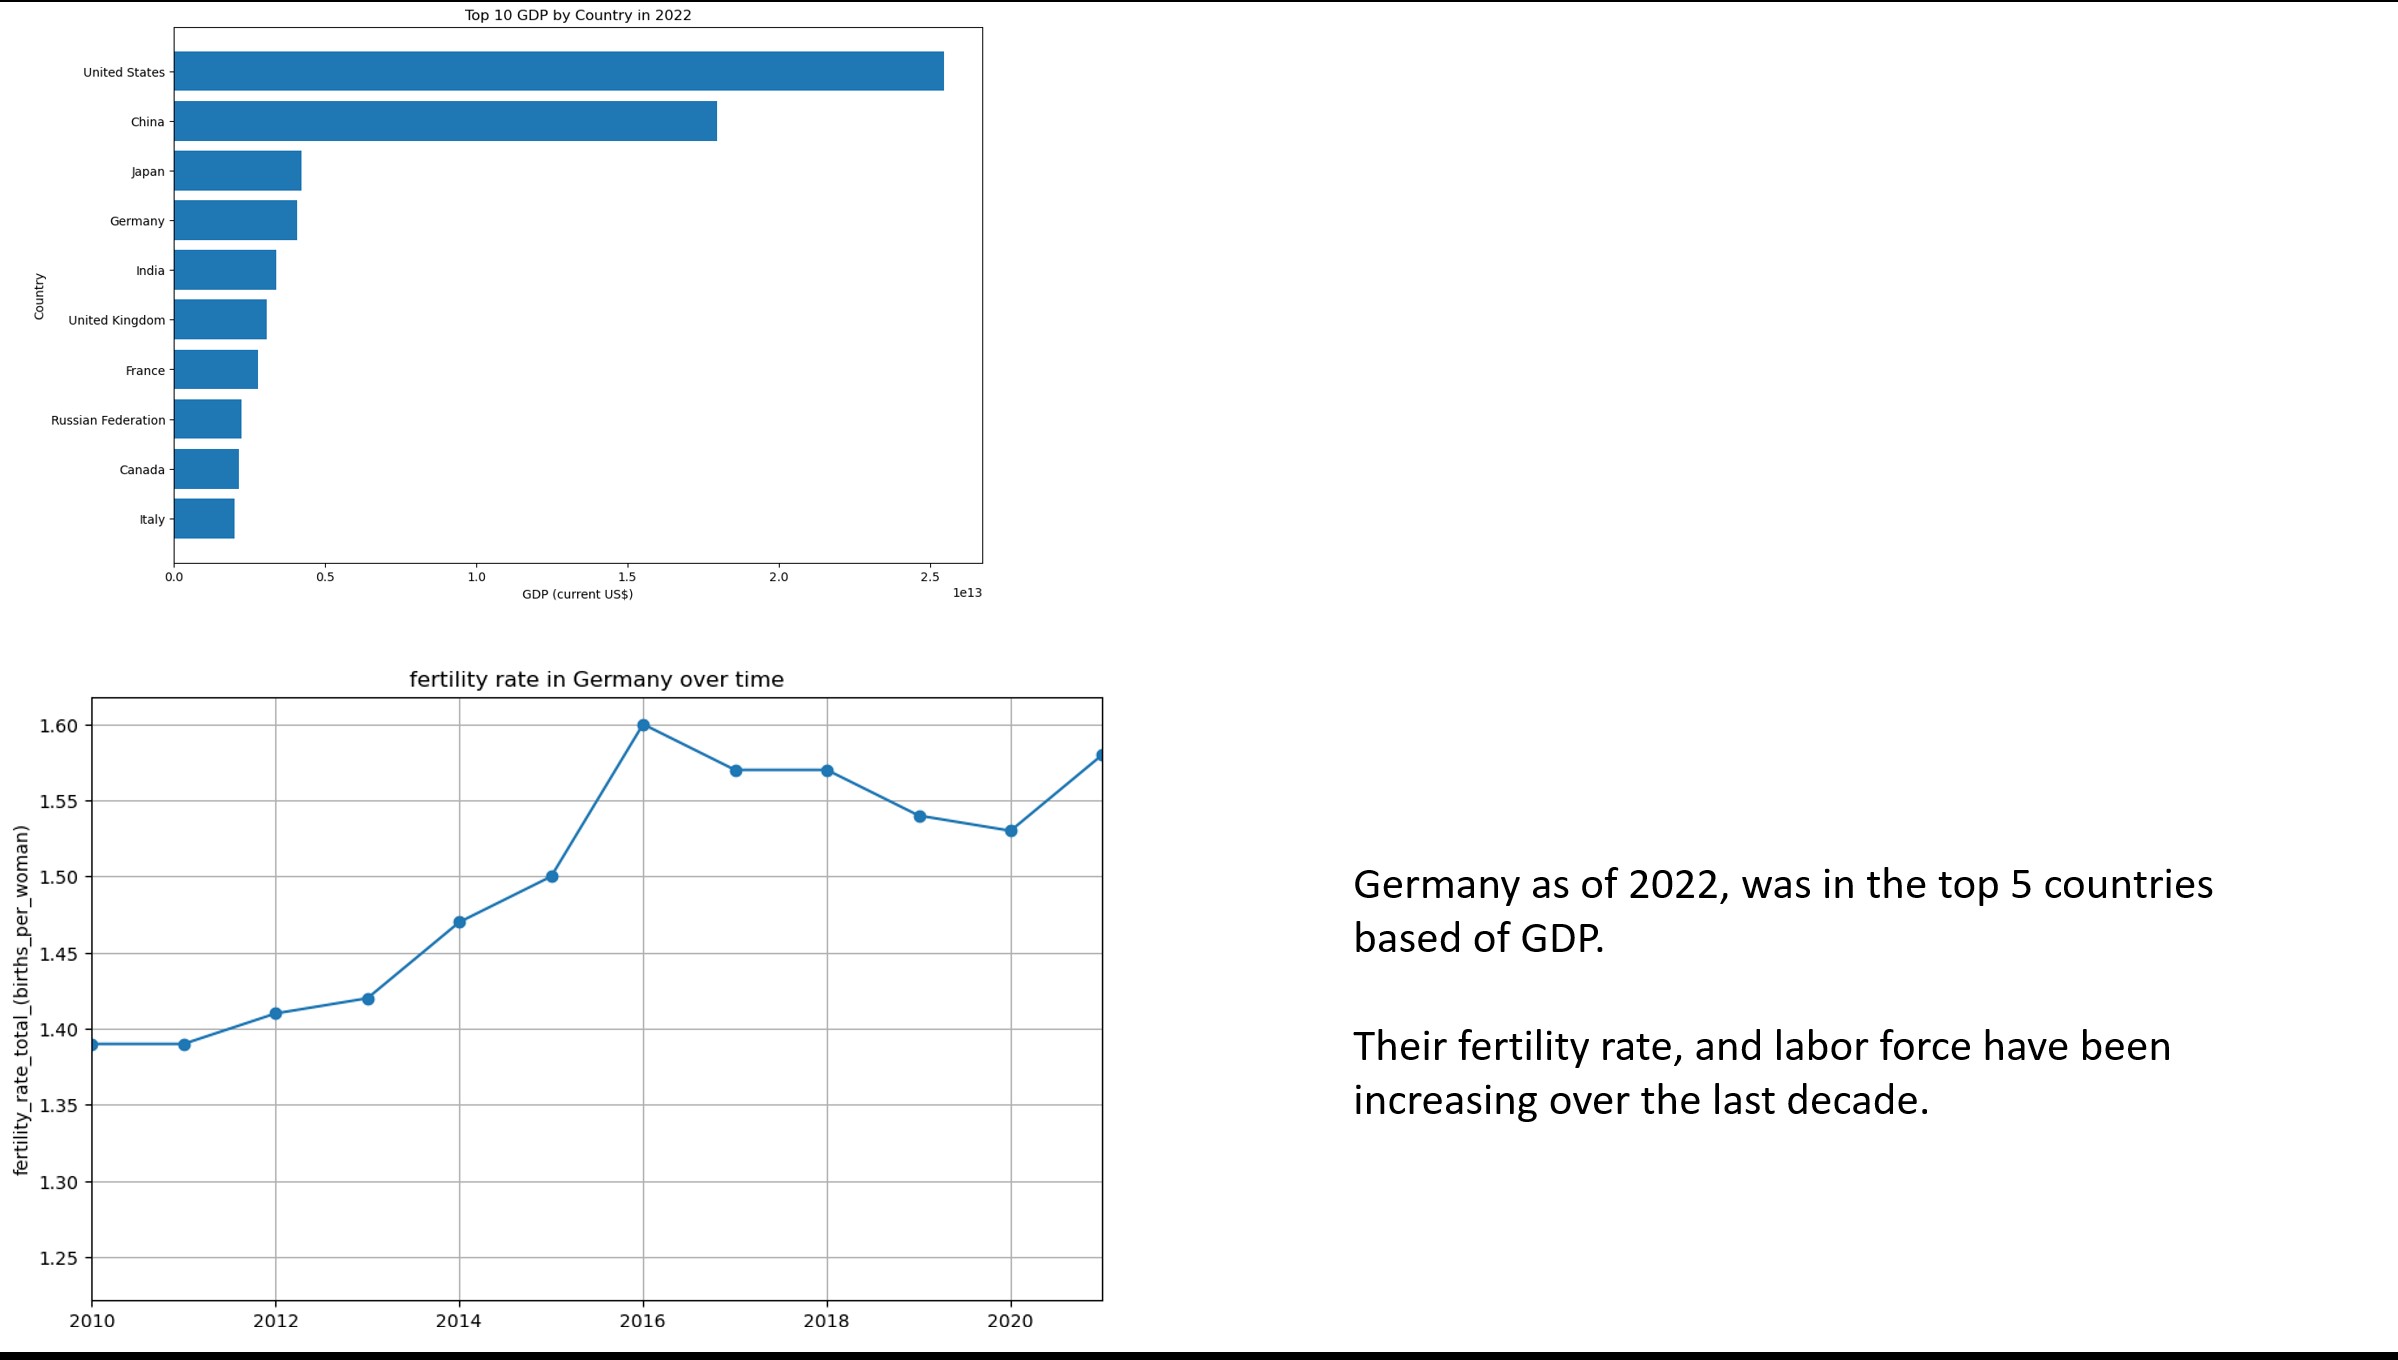 Top 10 GDP by Country in 2022
United States
China
Japan
Germany
India
United Kingdom
France
Russian Federation
Canada
Italy
Country
0.0 0.5 1.0 1.5 2.0 2.5
1e13
GDP (current US$)
fertility rate in Germany over time
1.60
1.55
1.50
1.45
1.40
1.35
1.30
1.25
fertility_rate_total_(births_per_woman)
2010 2012 2014 2016 2018 2020
Germany as of 2022, was in the top 5 countries
based of GDP.
Their fertility rate, and labor force have been
increasing over the last decade.